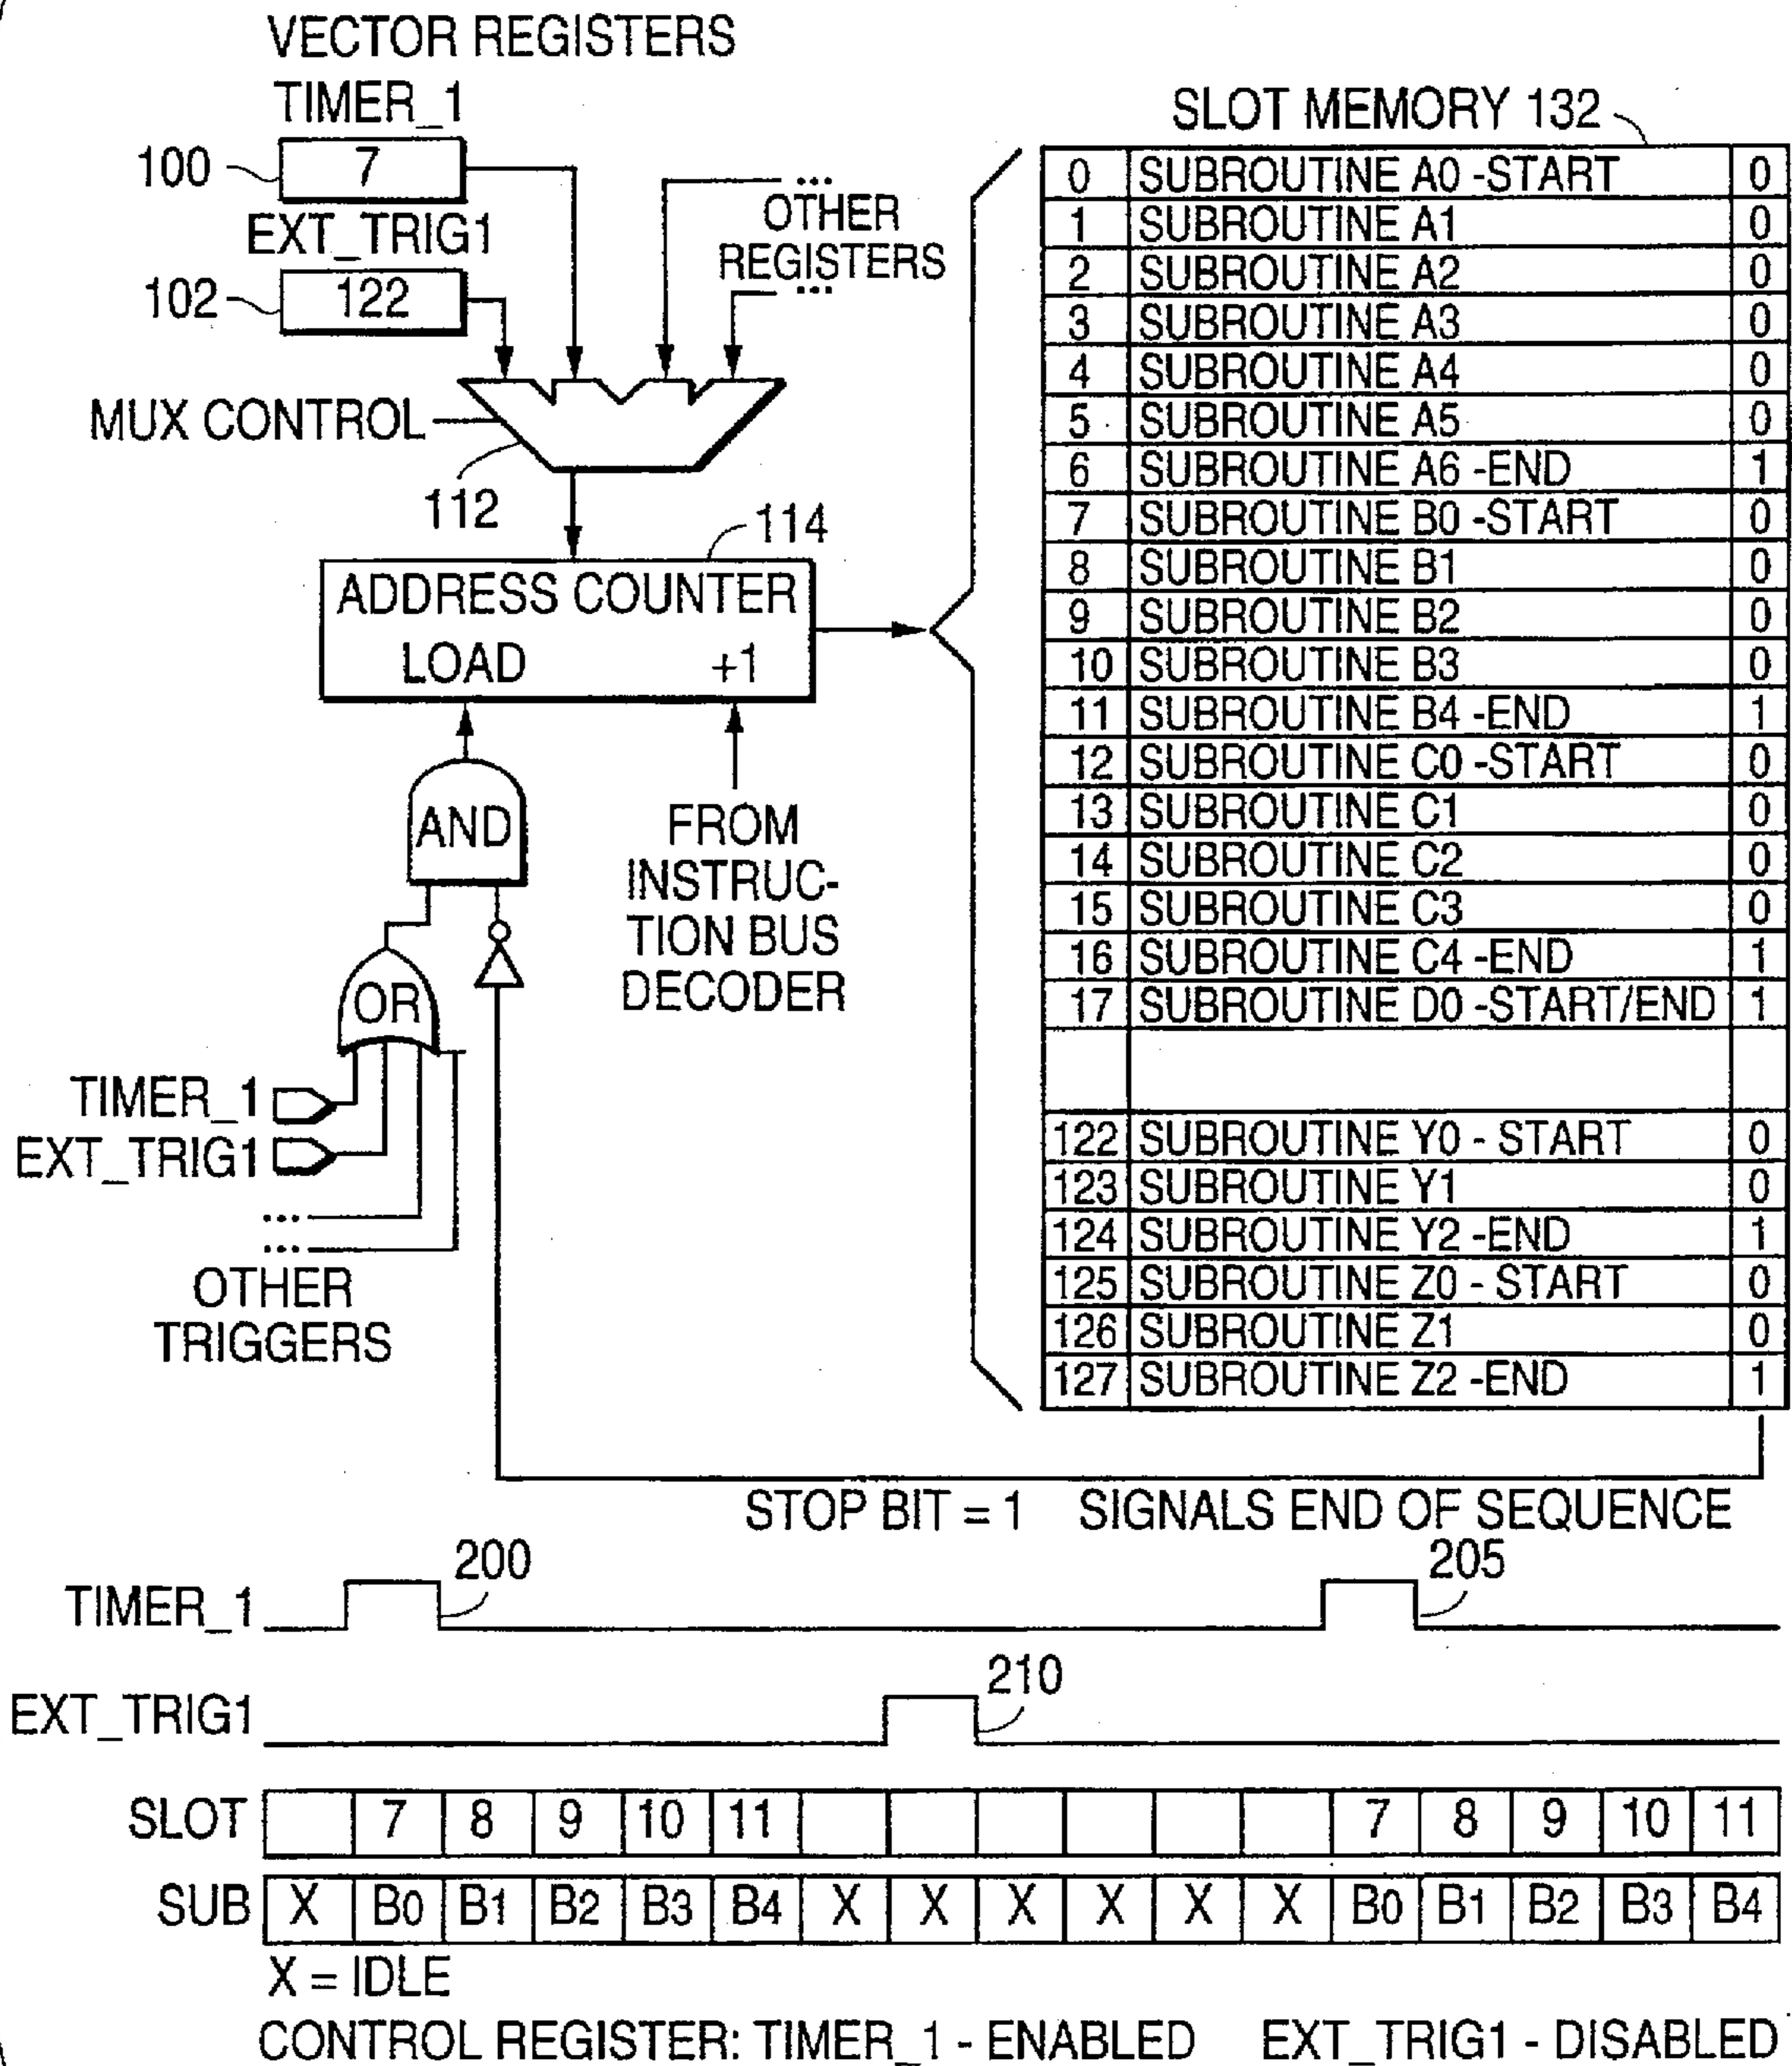 VECTOR REGISTERS
TIMER_1
100
7
EXT_TRIG1
102
122
...
OTHER
REGISTERS
...
MUX CONTROL
112
114
ADDRESS COUNTER
LOAD +1
AND
FROM
INSTRUC-
TION BUS
DECODER
OR
TIMER_1
EXT_TRIG1
...
...
OTHER
TRIGGERS
SLOT MEMORY 132
0 SUBROUTINE A0 -START 0
1 SUBROUTINE A1 0
2 SUBROUTINE A2 0
3 SUBROUTINE A3 0
4 SUBROUTINE A4 0
5 SUBROUTINE A5 0
6 SUBROUTINE A6 -END 1
7 SUBROUTINE B0 -START 0
8 SUBROUTINE B1 0
9 SUBROUTINE B2 0
10 SUBROUTINE B3 0
11 SUBROUTINE B4 -END 1
12 SUBROUTINE C0 -START 0
13 SUBROUTINE C1 0
14 SUBROUTINE C2 0
15 SUBROUTINE C3 0
16 SUBROUTINE C4 -END 1
17 SUBROUTINE D0 -START/END 1
122 SUBROUTINE Y0 - START 0
123 SUBROUTINE Y1 0
124 SUBROUTINE Y2 -END 1
125 SUBROUTINE Z0 - START 0
126 SUBROUTINE Z1 0
127 SUBROUTINE Z2 -END 1
STOP BIT = 1 SIGNALS END OF SEQUENCE
TIMER_1 200 205
EXT_TRIG1 210
SLOT 7 8 9 10 11 7 8 9 10 11
SUB X B0 B1 B2 B3 B4 X X X X X X B0 B1 B2 B3 B4
X = IDLE
CONTROL REGISTER: TIMER_1 - ENABLED EXT_TRIG1 - DISABLED